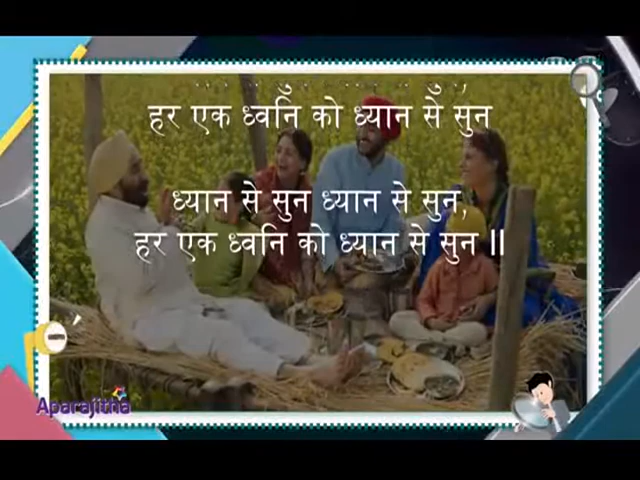 हर एक ध्वनि को ध्यान से सुन
ध्यान से सुन ध्यान से सुन,
हर एक ध्वनि को ध्यान से सुन ||
Aparajitha